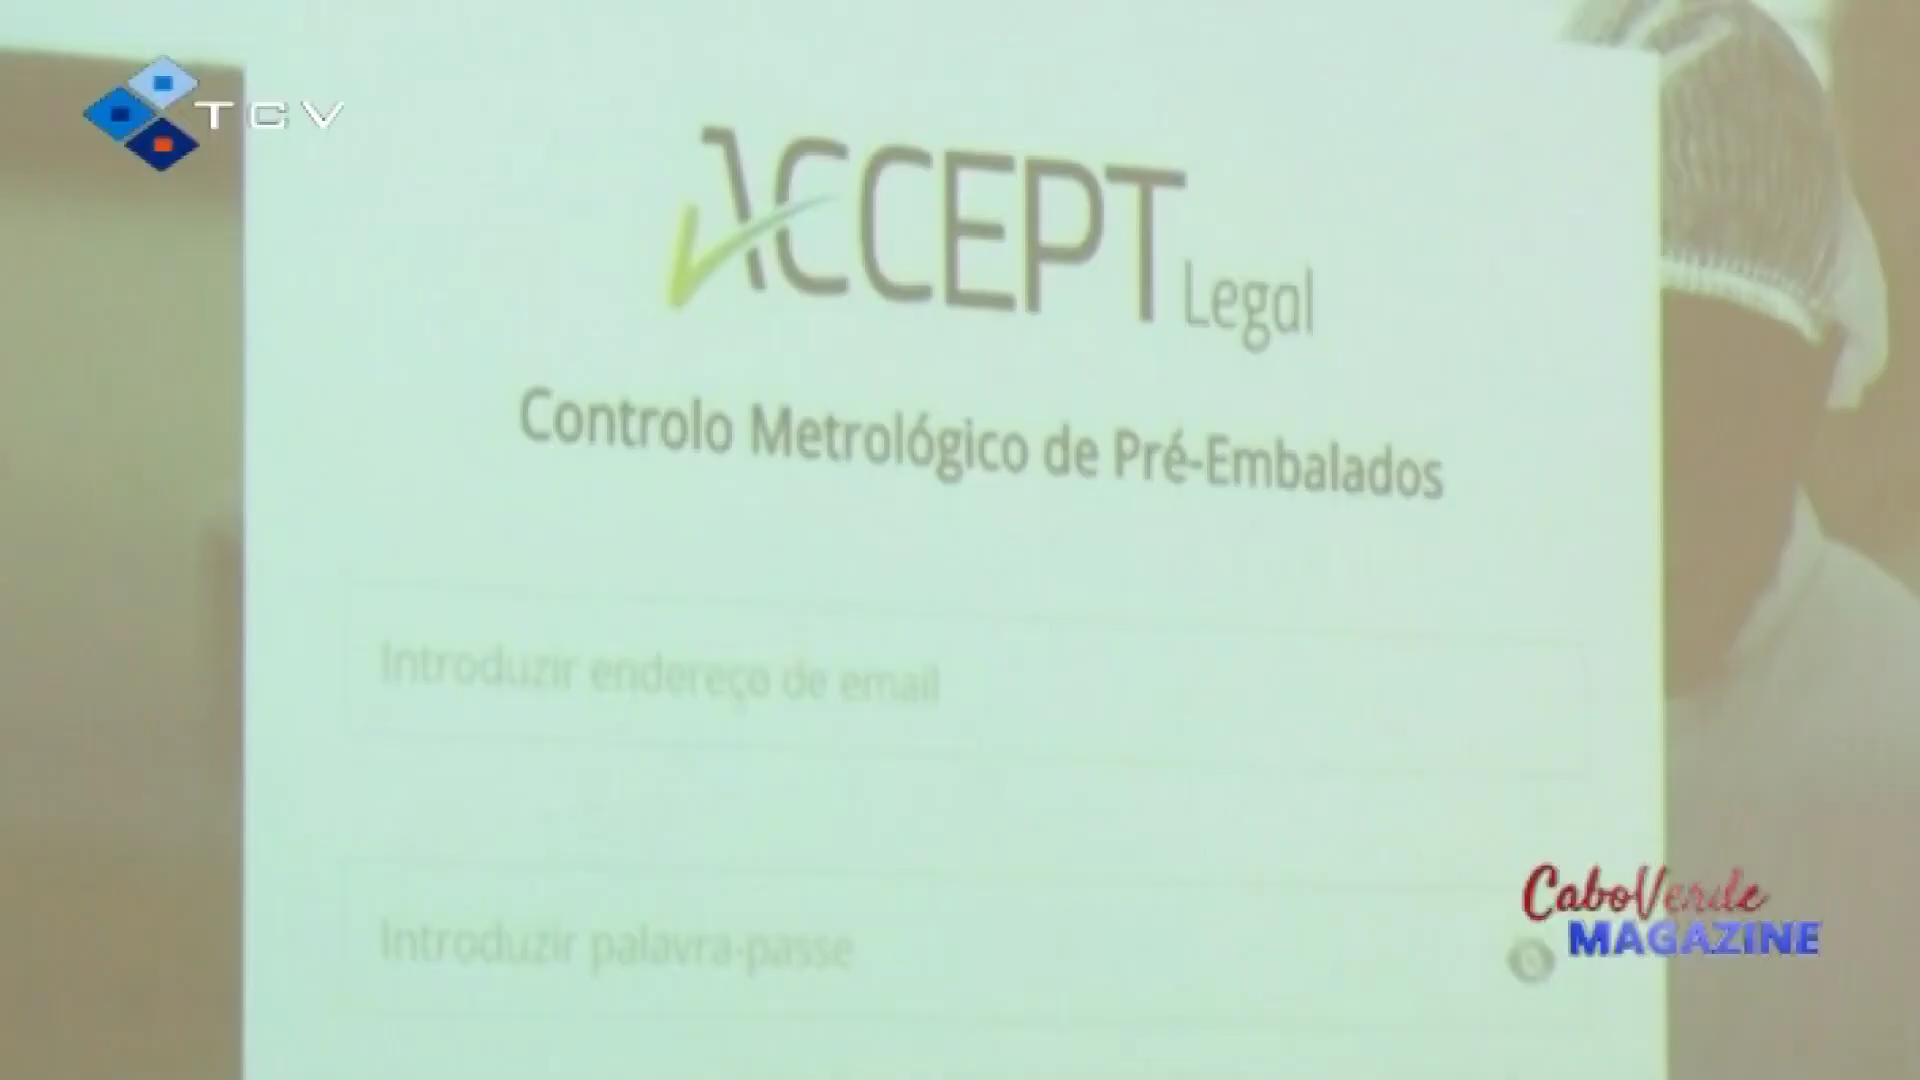 TCV
ACCEPT Legal
Controlo Metrológico de Pré-Embalados
Introduzir endereço de email
Introduzir palavra-passe
CaboVerde
MAGAZINE